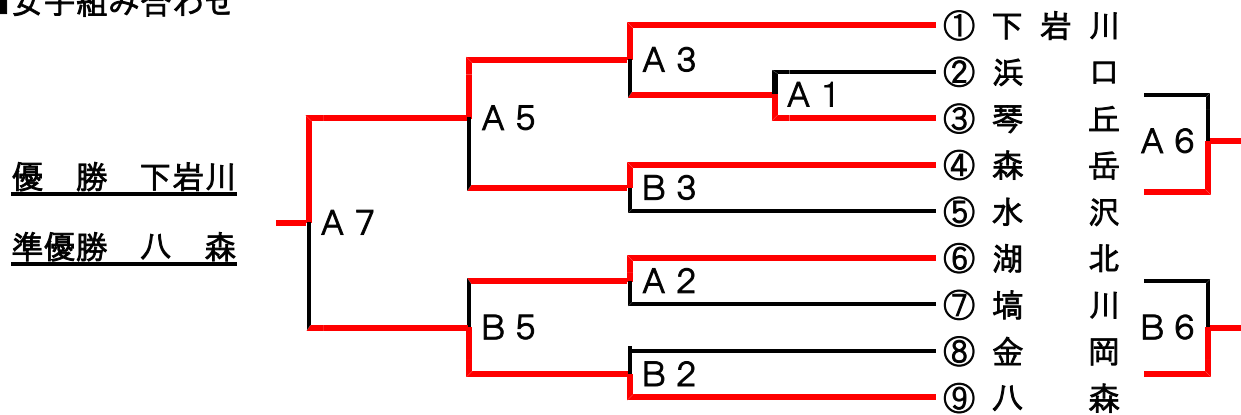 ■女子組み合わせ
① 下岩川
② 浜口
③ 琴丘
④ 森岳
⑤ 水沢
⑥ 湖北
⑦ 塙川
⑧ 金岡
⑨ 八森
A3
A1
A5
B3
A7
A2
B5
B2
A6
B6
優勝 下岩川
準優勝 八森